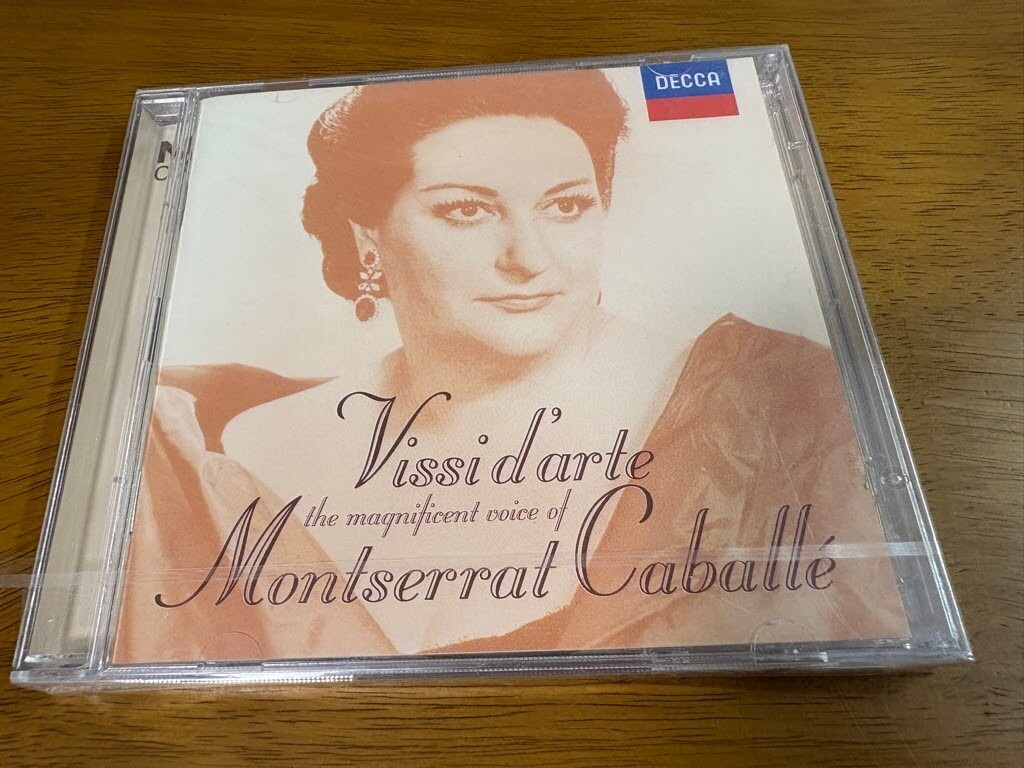 DECCA
Vissi d'arte
the magnificent voice of
Montserrat Caballé